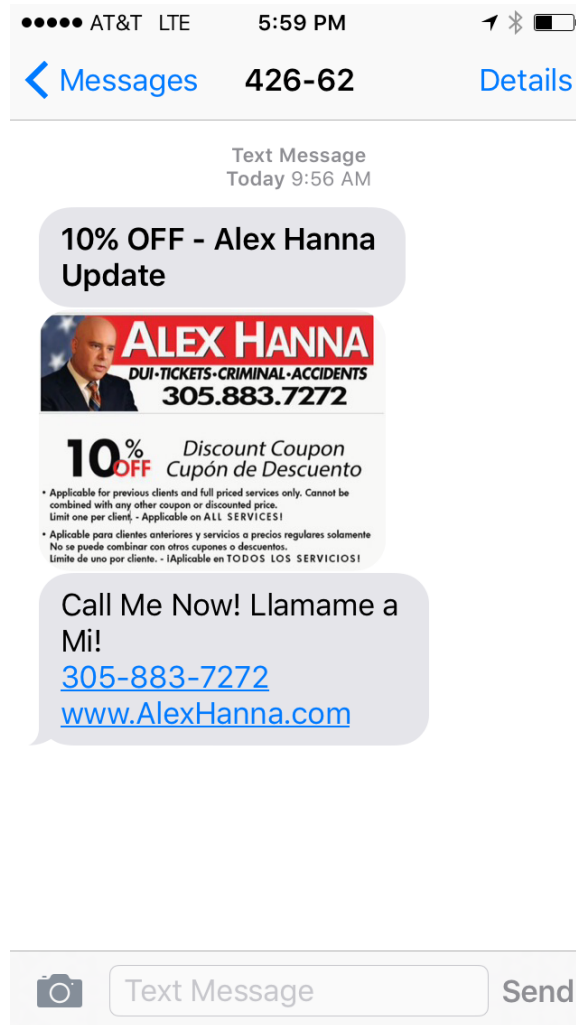 AT&T LTE 5:59 PM
Messages 426-62 Details
Text Message
Today 9:56 AM
10% OFF - Alex Hanna
Update
ALEX HANNA
DUI•TICKETS•CRIMINAL•ACCIDENTS
305.883.7272
10% OFF Discount Coupon
Cupón de Descuento
• Applicable for previous clients and full priced services only. Cannot be
combined with any other coupon or discounted price.
Limit one per client. - Applicable on ALL SERVICES!
• Aplicable para clientes anteriores y servicios a precios regulares solamente
No se puede combinar con otros cupones o descuentos.
Limite de uno por cliente. - ¡Aplicable en TODOS LOS SERVICIOS!
Call Me Now! Llamame a
Mi!
305-883-7272
www.AlexHanna.com
Text Message Send